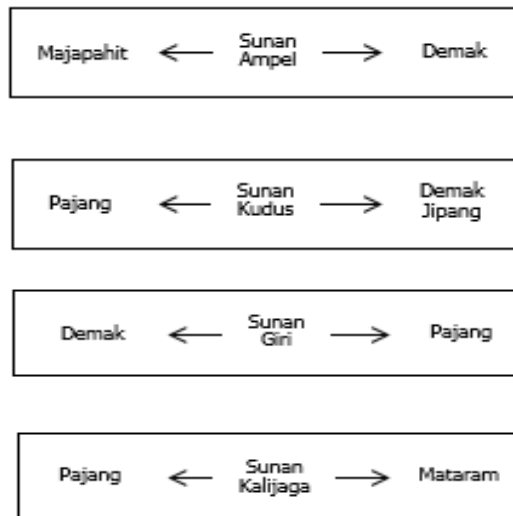 Majapahit Sunan Ampel Demak
Pajang Sunan Kudus Demak Jipang
Demak Sunan Giri Pajang
Pajang Sunan Kalijaga Mataram